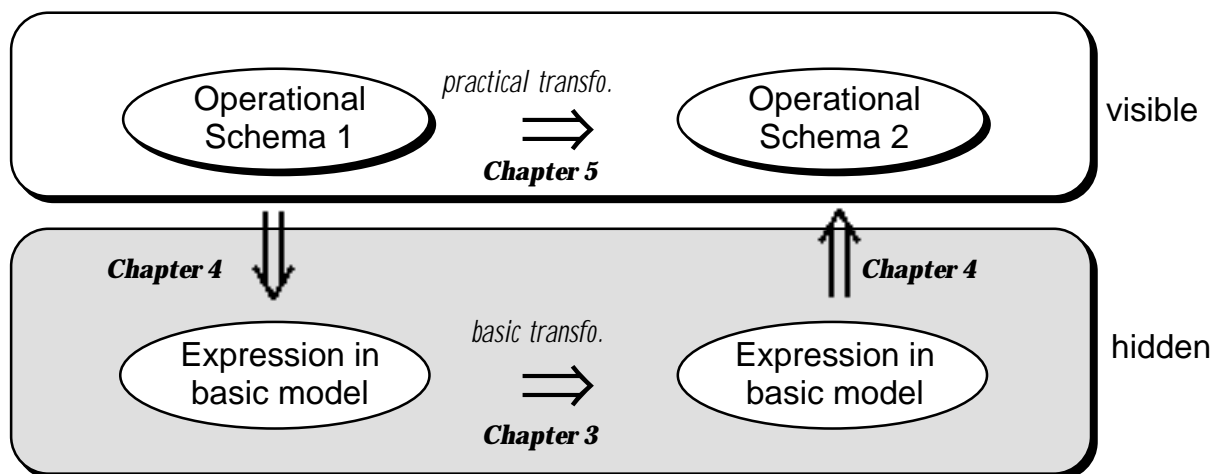 practical transfo.
Operational
Schema 1
Operational
Schema 2
visible
Chapter 5
Chapter 4
Chapter 4
basic transfo.
Expression in
basic model
Expression in
basic model
hidden
Chapter 3